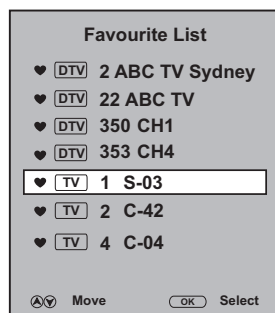 Favourite List
DTV 2 ABC TV Sydney
DTV 22 ABC TV
DTV 350 CH1
DTV 353 CH4
TV 1 S-03
TV 2 C-42
TV 4 C-04
Move OK Select